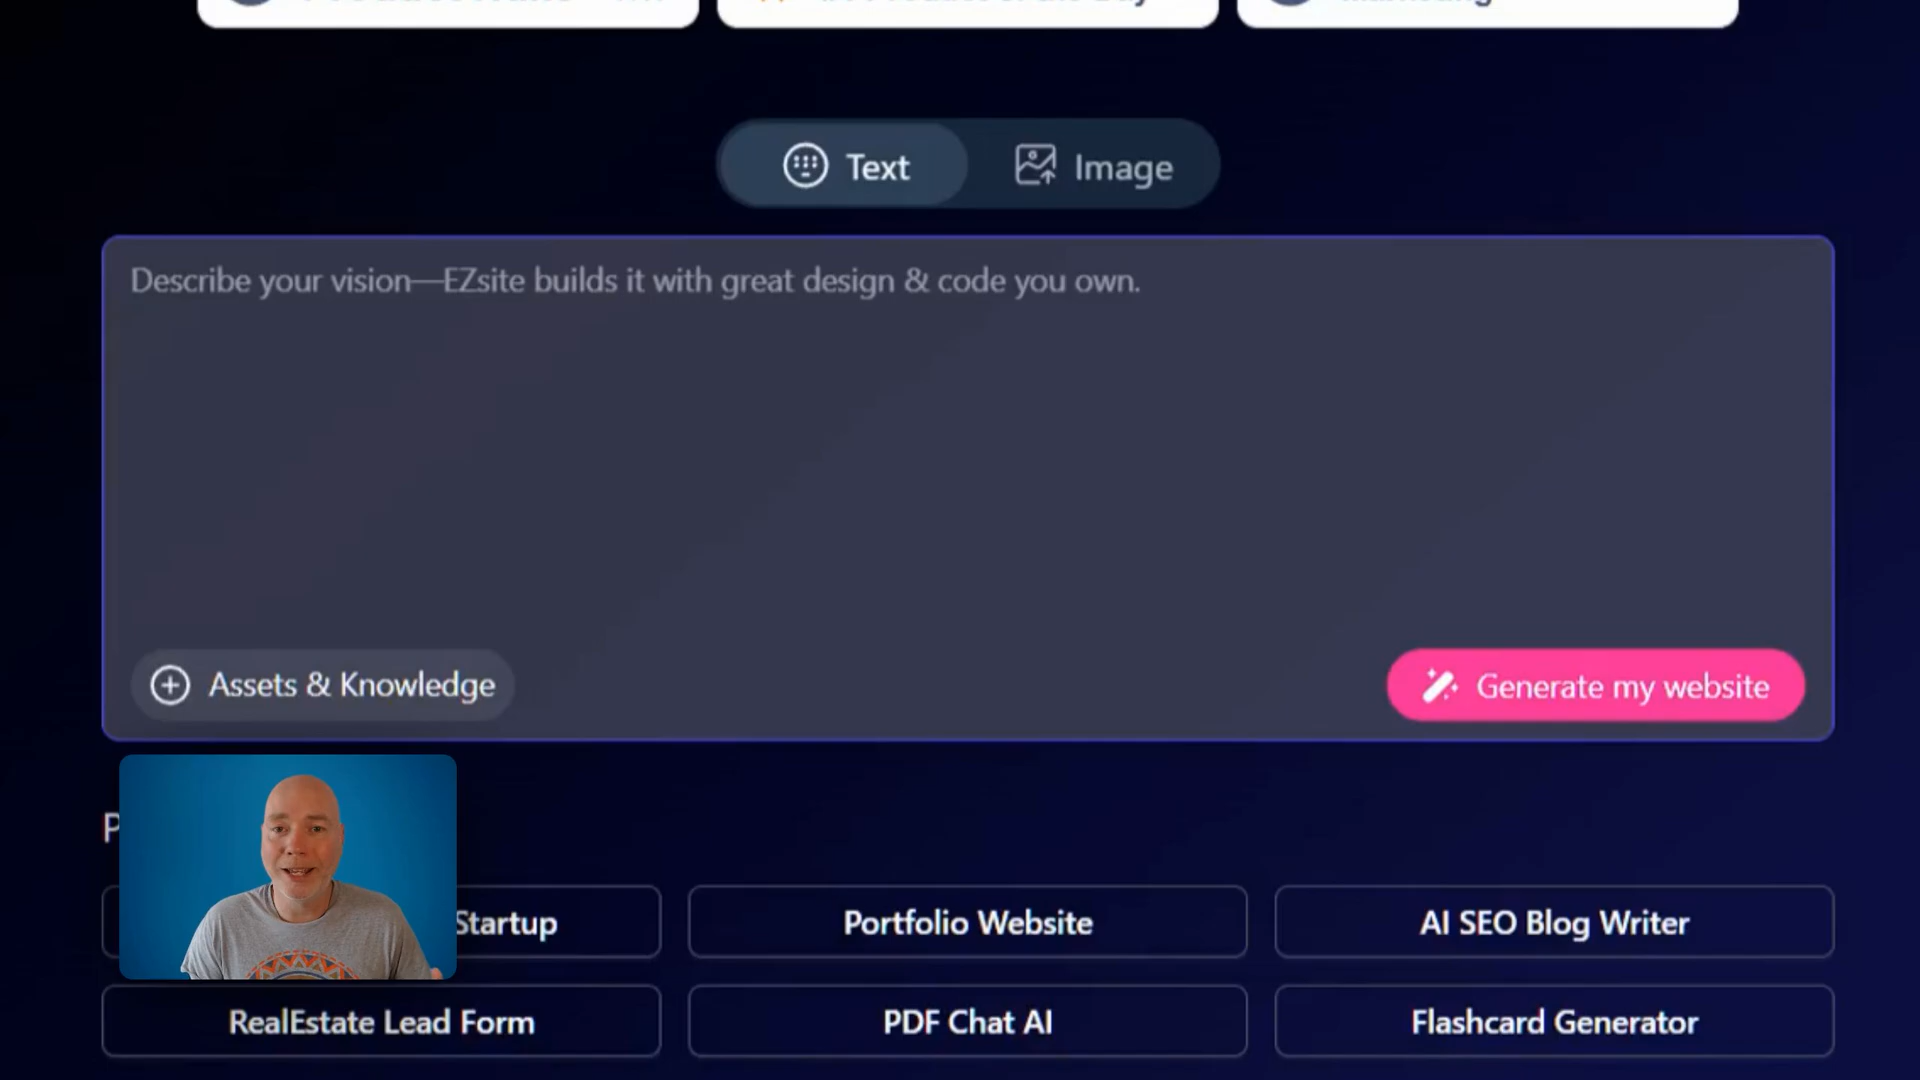 Text
Image
Describe your vision—EZsite builds it with great design & code you own.
Assets & Knowledge
Generate my website
P
Startup
Portfolio Website
AI SEO Blog Writer
RealEstate Lead Form
PDF Chat AI
Flashcard Generator